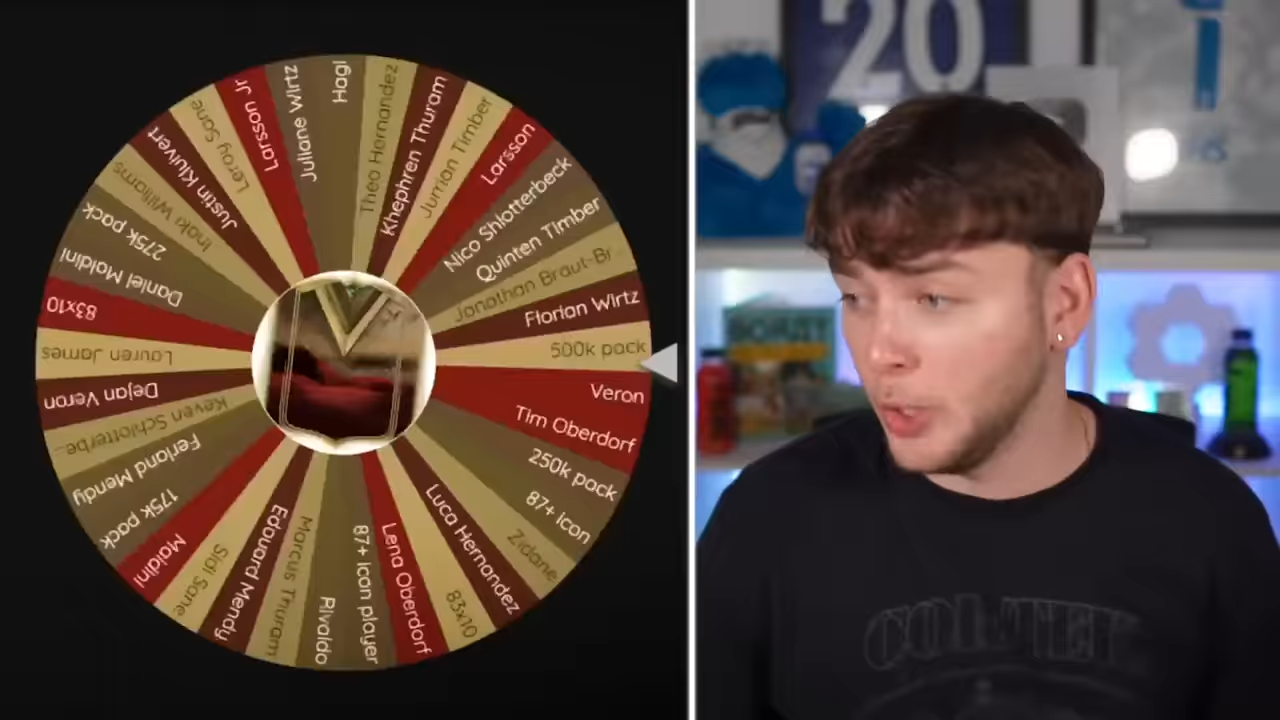 Hagi
Theo Hernandez
Khephren Thuram
Jurrian Timber
Larsson
Nico Shlotterbeck
Quinten Timber
Jonathan Braut-Br...
Florian Wirtz
500k pack
Veron
Tim Oberdorf
250k pack
87+ icon
Zidane
Luca Hernandez
83x10
Lena Oberdorf
87+ icon player
Rivaldo
Marcus Thuram
Edouard Mendy
Sidi Sane
Maldini
175k pack
Ferland Mendy
Keven Schlotterbe...
Dejan Veron
Lauren James
83x10
Daniel Maldini
275k pack
Inaki Williams
Justin Kluivert
Leroy Sane
Larsson Jr
Juliane Wirtz
20